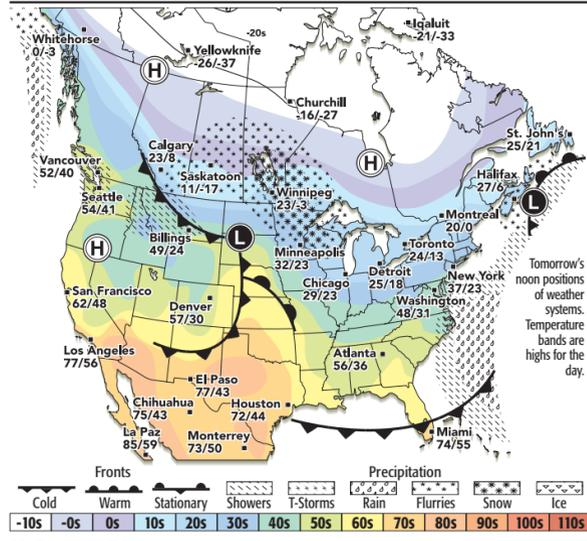 Whitehorse
0/-3
-20s
Iqaluit
-21/-33
H
Yellowknife
-26/-37
Churchill
-16/-27
St. John's
25/21
Calgary
23/8
H
Vancouver
52/40
Saskatoon
11/-17
Halifax
27/6
Seattle
54/41
Winnipeg
23/-3
L
Montreal
20/0
H
Billings
49/24
L
Minneapolis
32/23
Toronto
24/13
Chicago
29/23
Detroit
25/18
New York
37/23
San Francisco
62/48
Denver
57/30
Washington
48/31
Los Angeles
77/56
Atlanta
56/36
El Paso
77/43
Chihuahua
75/43
Houston
72/44
La Paz
85/59
Monterrey
73/50
Miami
74/55
Tomorrow's
noon positions
of weather
systems.
Temperature
bands are
highs for the
day.
Fronts
Precipitation
Cold Warm Stationary Showers T-Storms Rain Flurries Snow Ice
-10s -0s 0s 10s 20s 30s 40s 50s 60s 70s 80s 90s 100s 110s